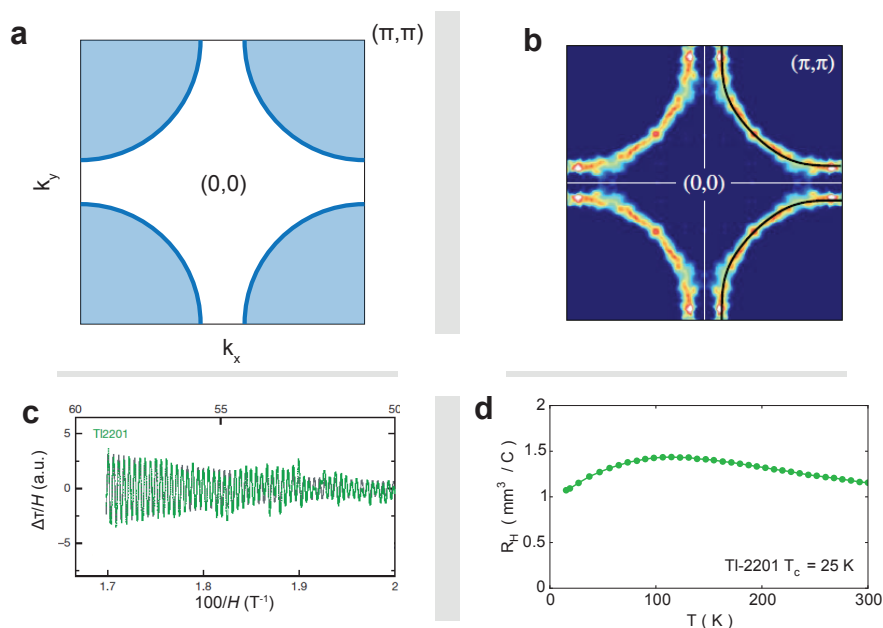 a
(π,π)
k_y
(0,0)
k_x
b
(π,π)
(0,0)
c
60
55
50
Tl2201
5
0
−5
Δτ/H (a.u.)
1.7
1.8
1.9
2
100/H (T⁻¹)
d
2
1.5
1
0.5
0
R_H ( mm³ / C )
Tl-2201 T_c = 25 K
0
100
200
300
T ( K )